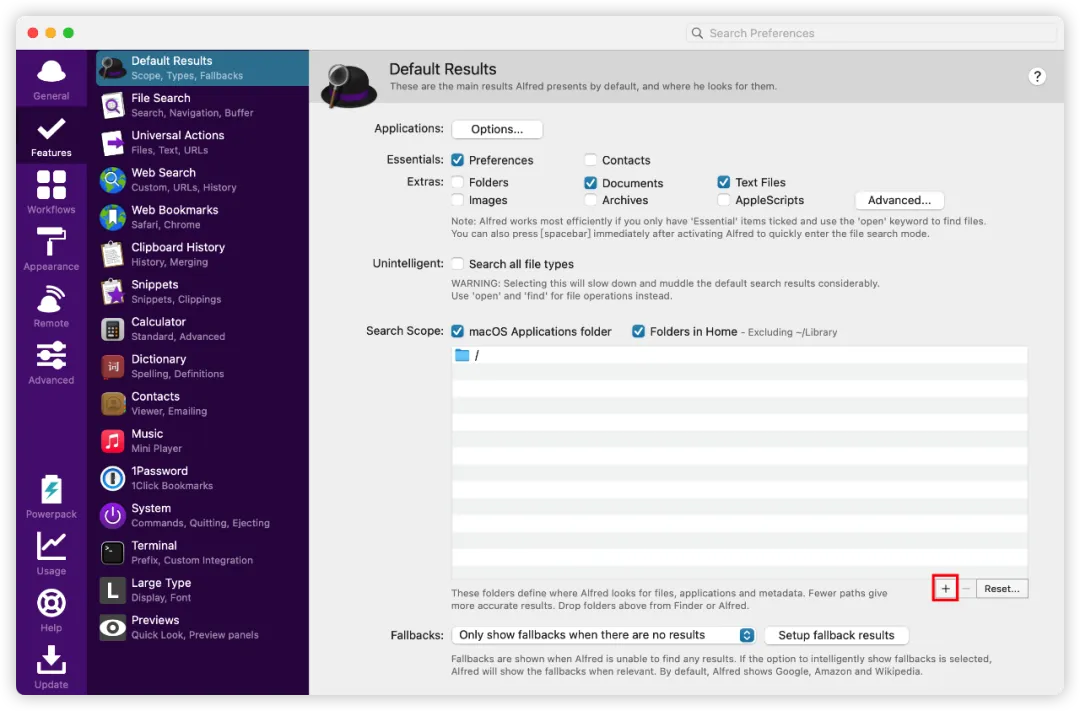 Search Preferences
General
Features
Workflows
Appearance
Remote
Advanced
Powerpack
Usage
Help
Update
Default Results
Scope, Types, Fallbacks
File Search
Search, Navigation, Buffer
Universal Actions
Files, Text, URLs
Web Search
Custom, URLs, History
Web Bookmarks
Safari, Chrome
Clipboard History
History, Merging
Snippets
Snippets, Clippings
Calculator
Standard, Advanced
Dictionary
Spelling, Definitions
Contacts
Viewer, Emailing
Music
Mini Player
1Password
1Click Bookmarks
System
Commands, Quitting, Ejecting
Terminal
Prefix, Custom Integration
L
Large Type
Display, Font
Previews
Quick Look, Preview panels
Default Results
These are the main results Alfred presents by default, and where he looks for them.
?
Applications: Options...
Essentials: Preferences Contacts
Extras: Folders Documents Text Files
Images Archives AppleScripts Advanced...
Note: Alfred works most efficiently if you only have 'Essential' items ticked and use the 'open' keyword to find files.
You can also press [spacebar] immediately after activating Alfred to quickly enter the file search mode.
Unintelligent: Search all file types
WARNING: Selecting this will slow down and muddle the default search results considerably.
Use 'open' and 'find' for file operations instead.
Search Scope: macOS Applications folder Folders in Home - Excluding ~/Library
/
These folders define where Alfred looks for files, applications and metadata. Fewer paths give
more accurate results. Drop folders above from Finder or Alfred.
+ − Reset...
Fallbacks: Only show fallbacks when there are no results Setup fallback results
Fallbacks are shown when Alfred is unable to find any results. If the option to intelligently show fallbacks is selected,
Alfred will show the fallbacks when relevant. By default, Alfred shows Google, Amazon and Wikipedia.